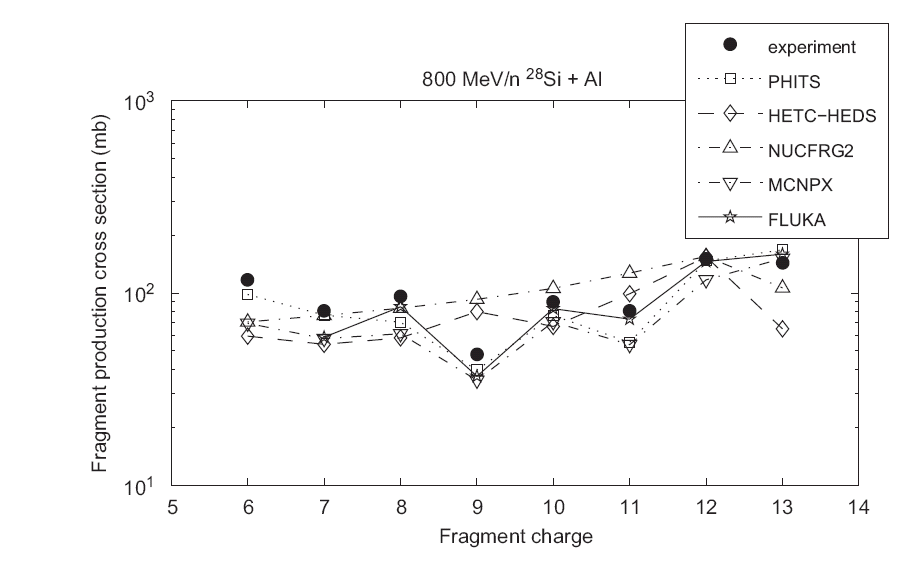 800 MeV/n ²⁸Si + Al
experiment
PHITS
HETC−HEDS
NUCFRG2
MCNPX
FLUKA
Fragment production cross section (mb)
10³
10²
10¹
5 6 7 8 9 10 11 12 13 14
Fragment charge